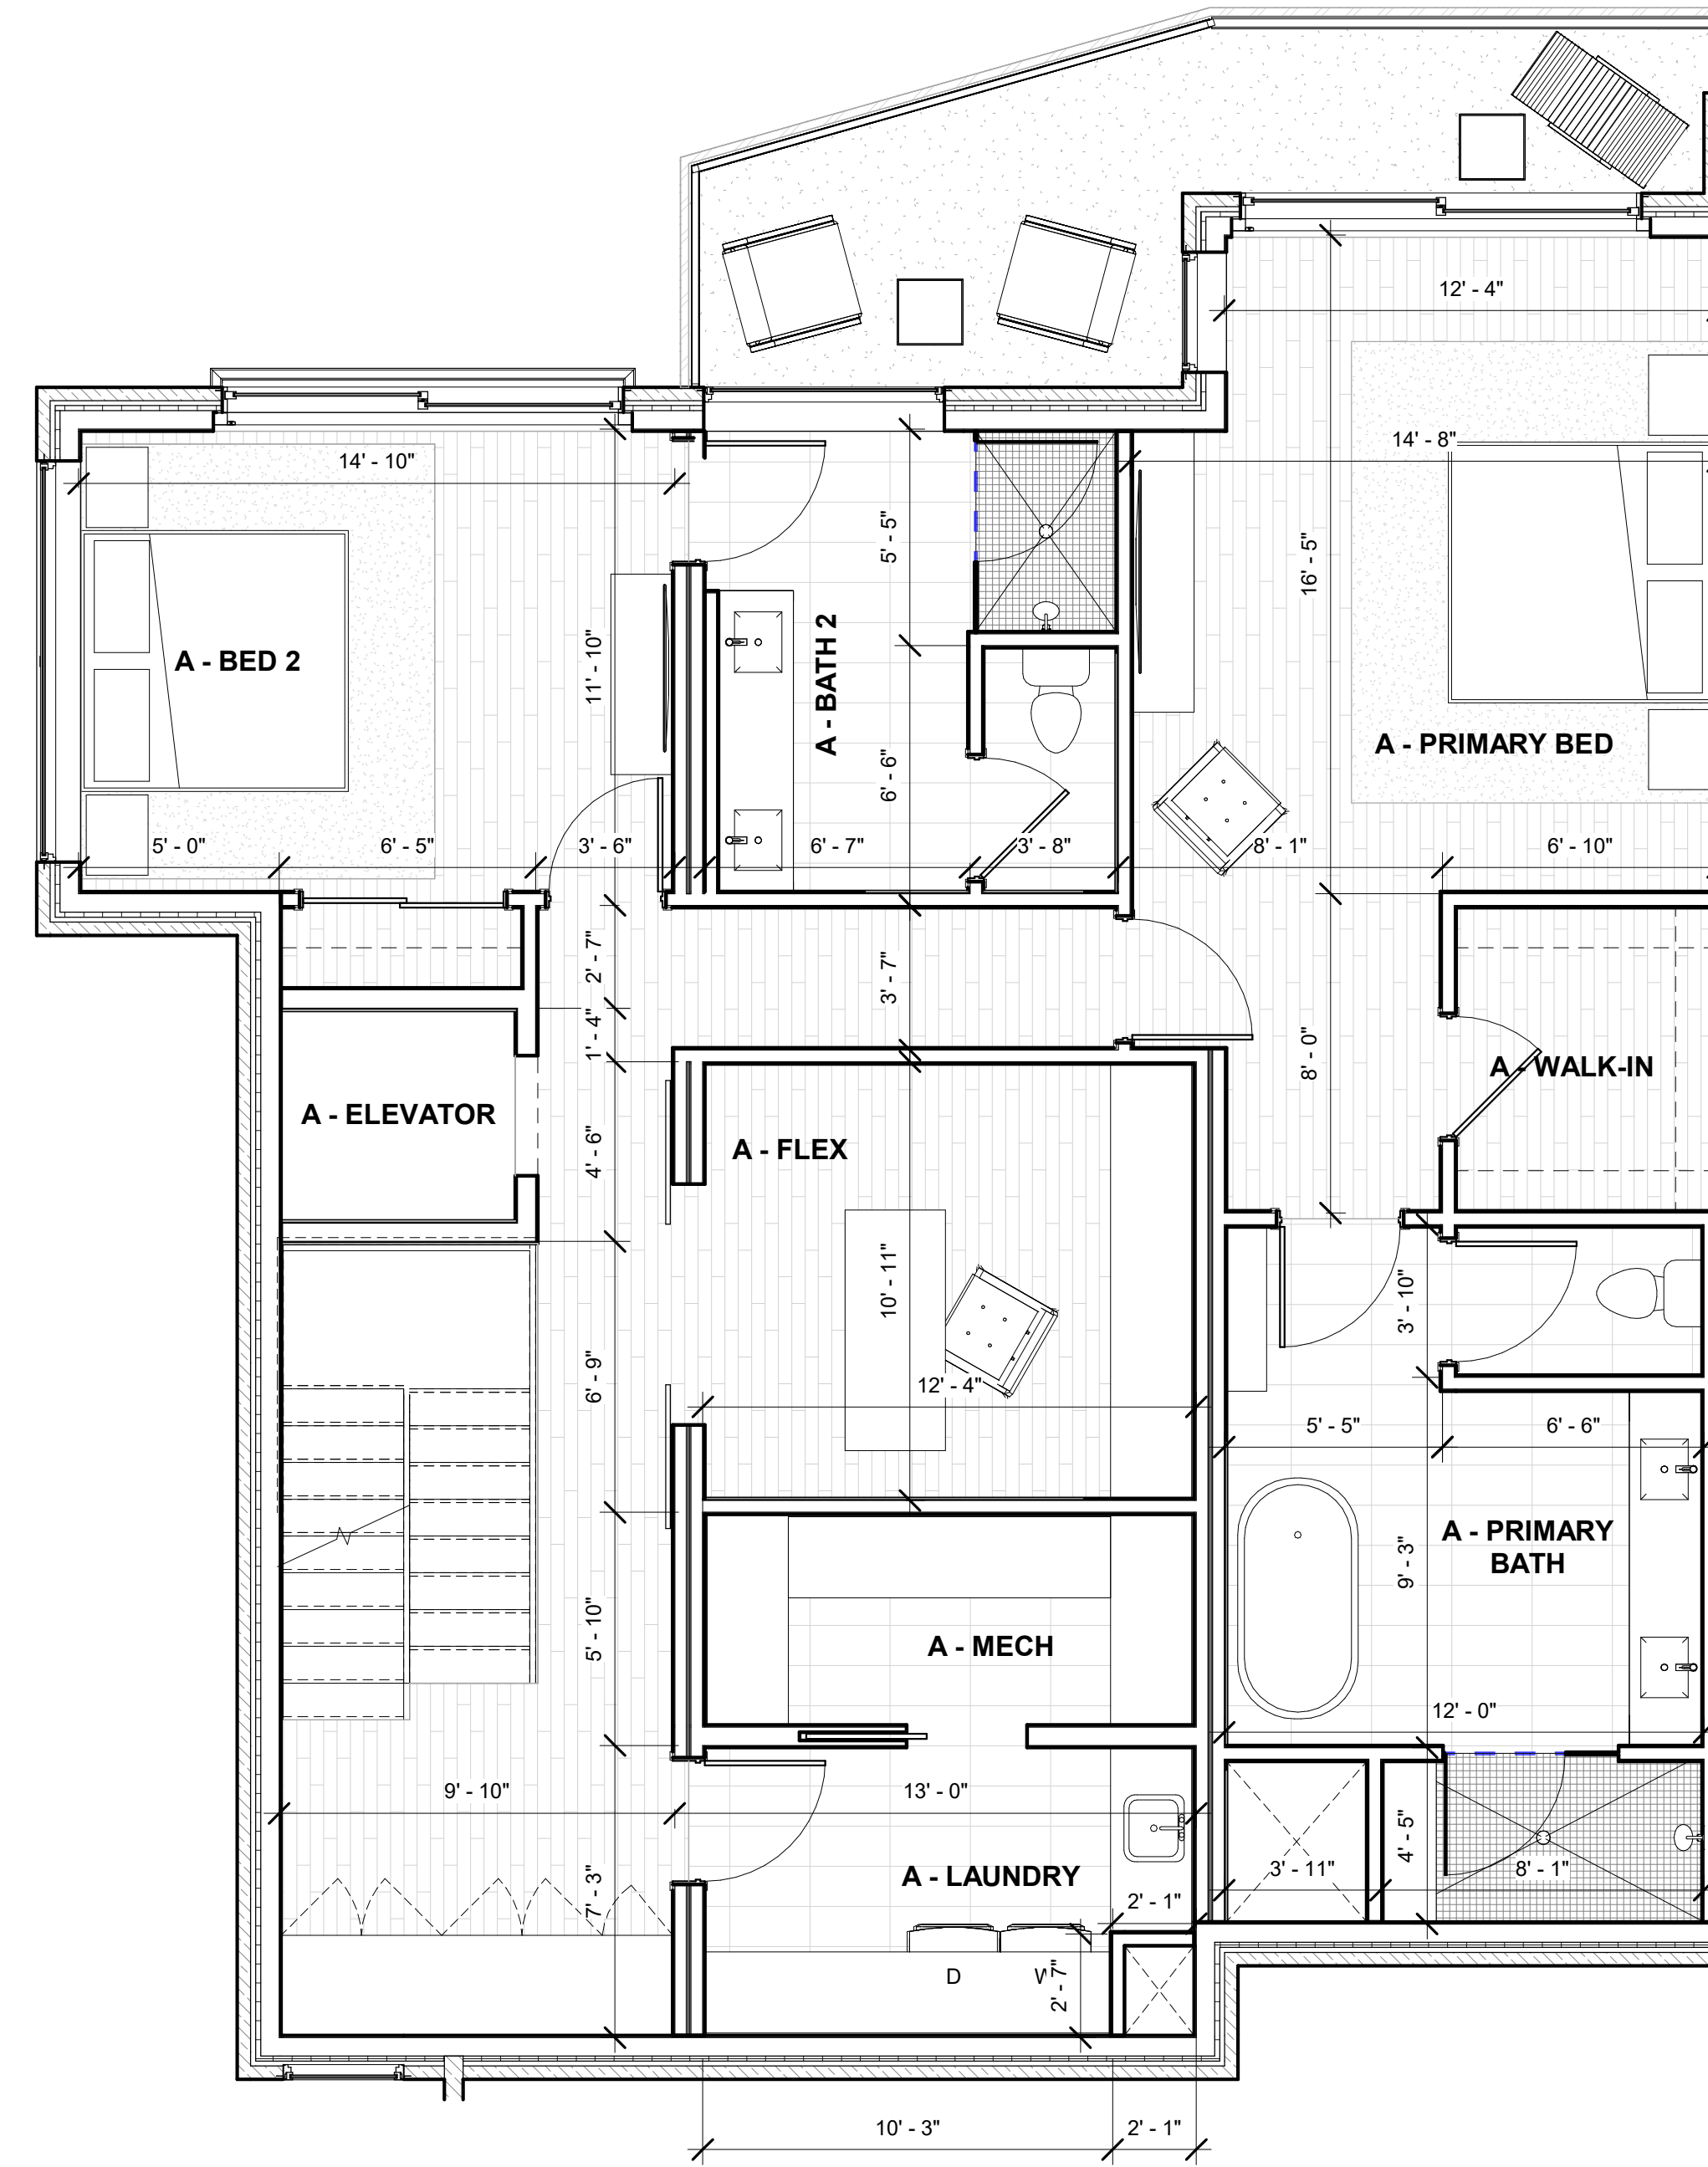 12' - 4"
14' - 10"
14' - 8"
5' - 5"
16' - 5"
A - BED 2
11' - 10"
A - BATH 2
A - PRIMARY BED
6' - 6"
5' - 0"
6' - 5"
3' - 6"
6' - 7"
3' - 8"
8' - 1"
6' - 10"
2' - 7"
3' - 7"
1' - 4"
8' - 0"
A - WALK-IN
A - ELEVATOR
4' - 6"
A - FLEX
10' - 11"
3' - 10"
6' - 9"
12' - 4"
5' - 5"
6' - 6"
A - PRIMARY
BATH
9' - 3"
5' - 10"
A - MECH
12' - 0"
9' - 10"
13' - 0"
4' - 5"
3' - 11"
8' - 1"
A - LAUNDRY
7' - 3"
2' - 1"
D
W
2' - 7"
10' - 3"
2' - 1"